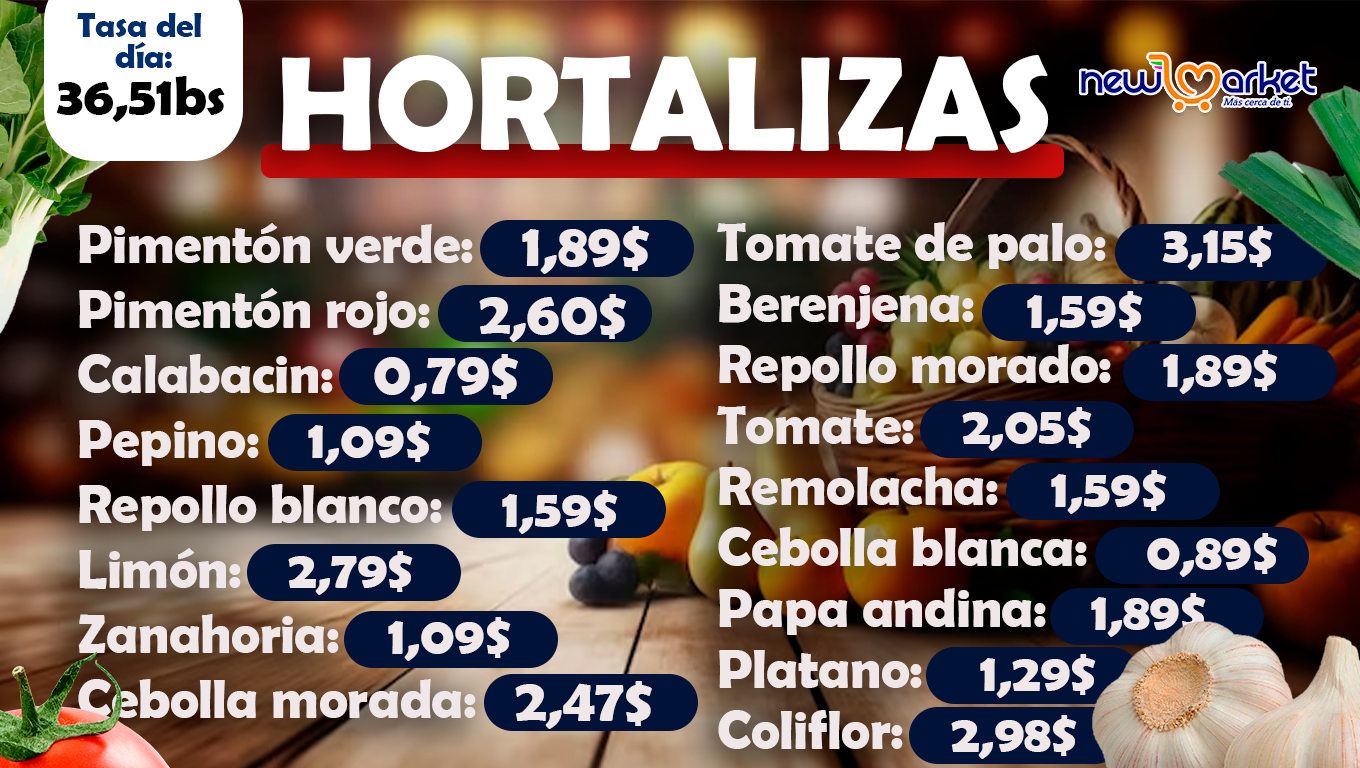 Tasa del
día:
36,51bs
HORTALIZAS
new market
Más cerca de ti.
Pimentón verde: 1,89$
Pimentón rojo: 2,60$
Calabacin: 0,79$
Pepino: 1,09$
Repollo blanco: 1,59$
Limón: 2,79$
Zanahoria: 1,09$
Cebolla morada: 2,47$
Tomate de palo: 3,15$
Berenjena: 1,59$
Repollo morado: 1,89$
Tomate: 2,05$
Remolacha: 1,59$
Cebolla blanca: 0,89$
Papa andina: 1,89$
Platano: 1,29$
Coliflor: 2,98$